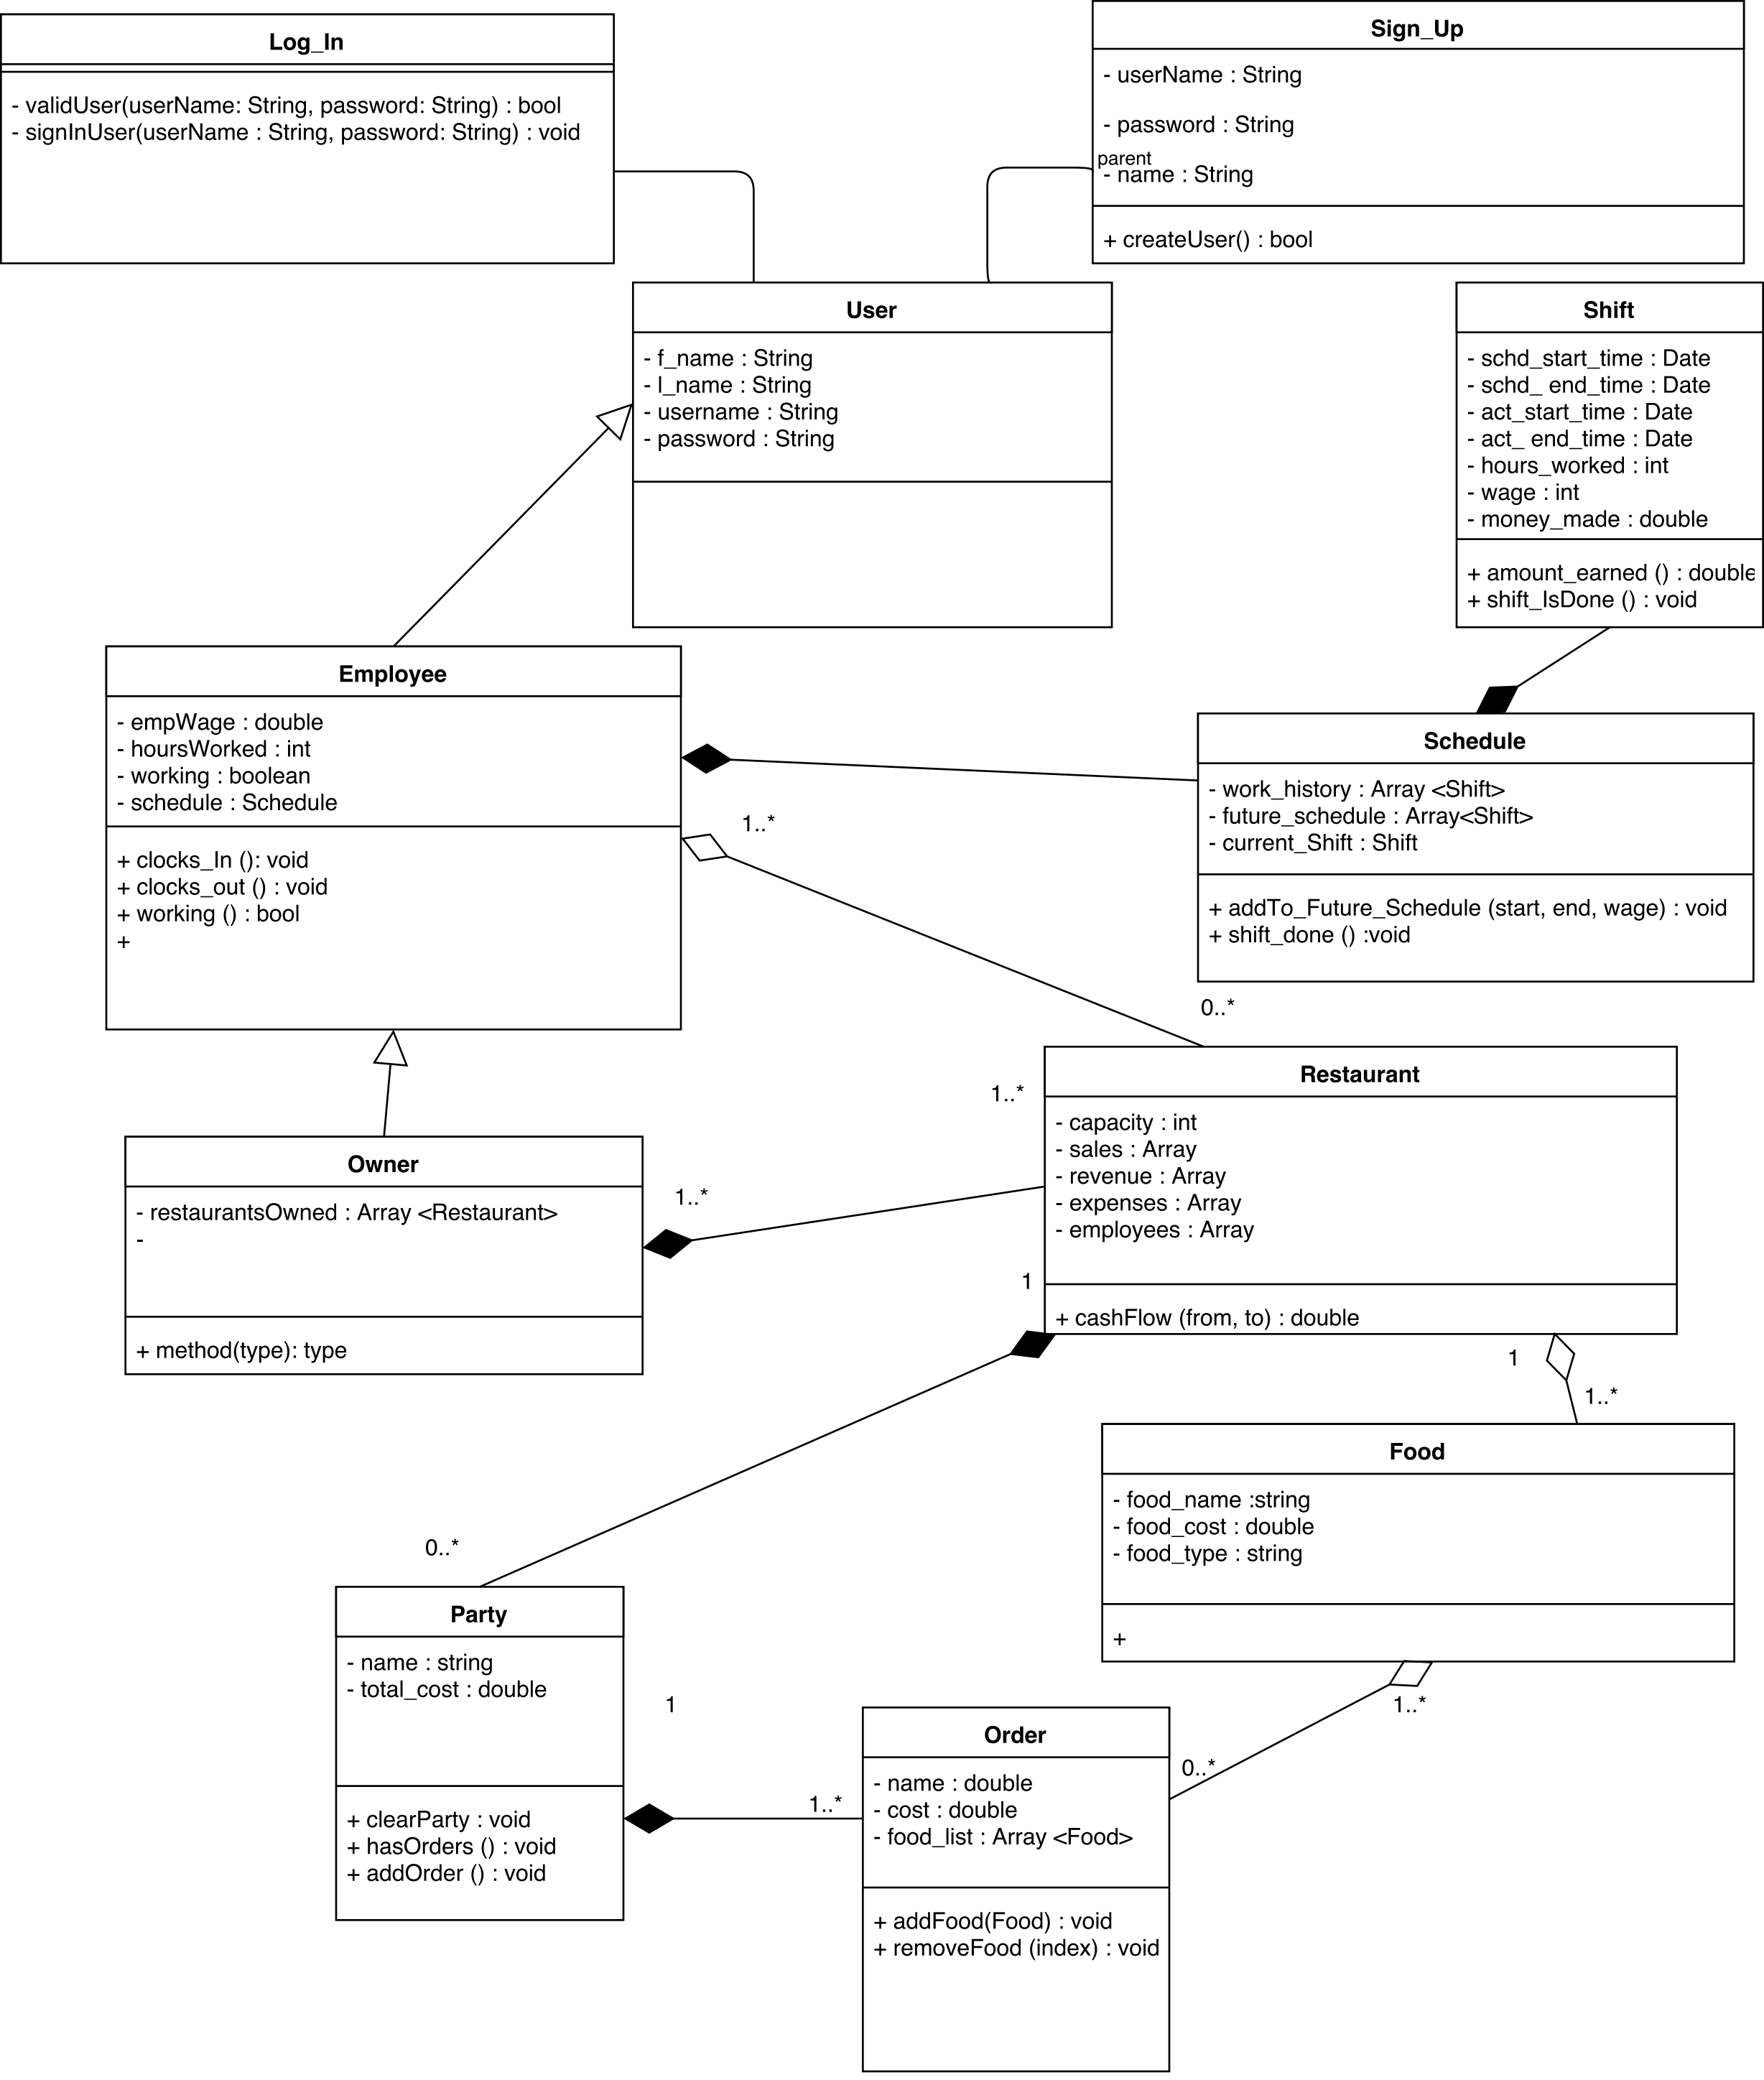 Log_In
- validUser(userName: String, password: String) : bool
- signInUser(userName : String, password: String) : void
Sign_Up
- userName : String
- password : String
parent
- name : String
+ createUser() : bool
User
- f_name : String
- l_name : String
- username : String
- password : String
Shift
- schd_start_time : Date
- schd_ end_time : Date
- act_start_time : Date
- act_ end_time : Date
- hours_worked : int
- wage : int
- money_made : double
+ amount_earned () : double
+ shift_IsDone () : void
Employee
- empWage : double
- hoursWorked : int
- working : boolean
- schedule : Schedule
+ clocks_In (): void
+ clocks_out () : void
+ working () : bool
+
1..*
Schedule
- work_history : Array <Shift>
- future_schedule : Array<Shift>
- current_Shift : Shift
+ addTo_Future_Schedule (start, end, wage) : void
+ shift_done () :void
0..*
1..*
Restaurant
- capacity : int
- sales : Array
- revenue : Array
- expenses : Array
- employees : Array
+ cashFlow (from, to) : double
Owner
- restaurantsOwned : Array <Restaurant>
-
+ method(type): type
1..*
1
1
1..*
Food
- food_name :string
- food_cost : double
- food_type : string
+
0..*
Party
- name : string
- total_cost : double
+ clearParty : void
+ hasOrders () : void
+ addOrder () : void
1
1..*
Order
- name : double
- cost : double
- food_list : Array <Food>
+ addFood(Food) : void
+ removeFood (index) : void
1..*
0..*